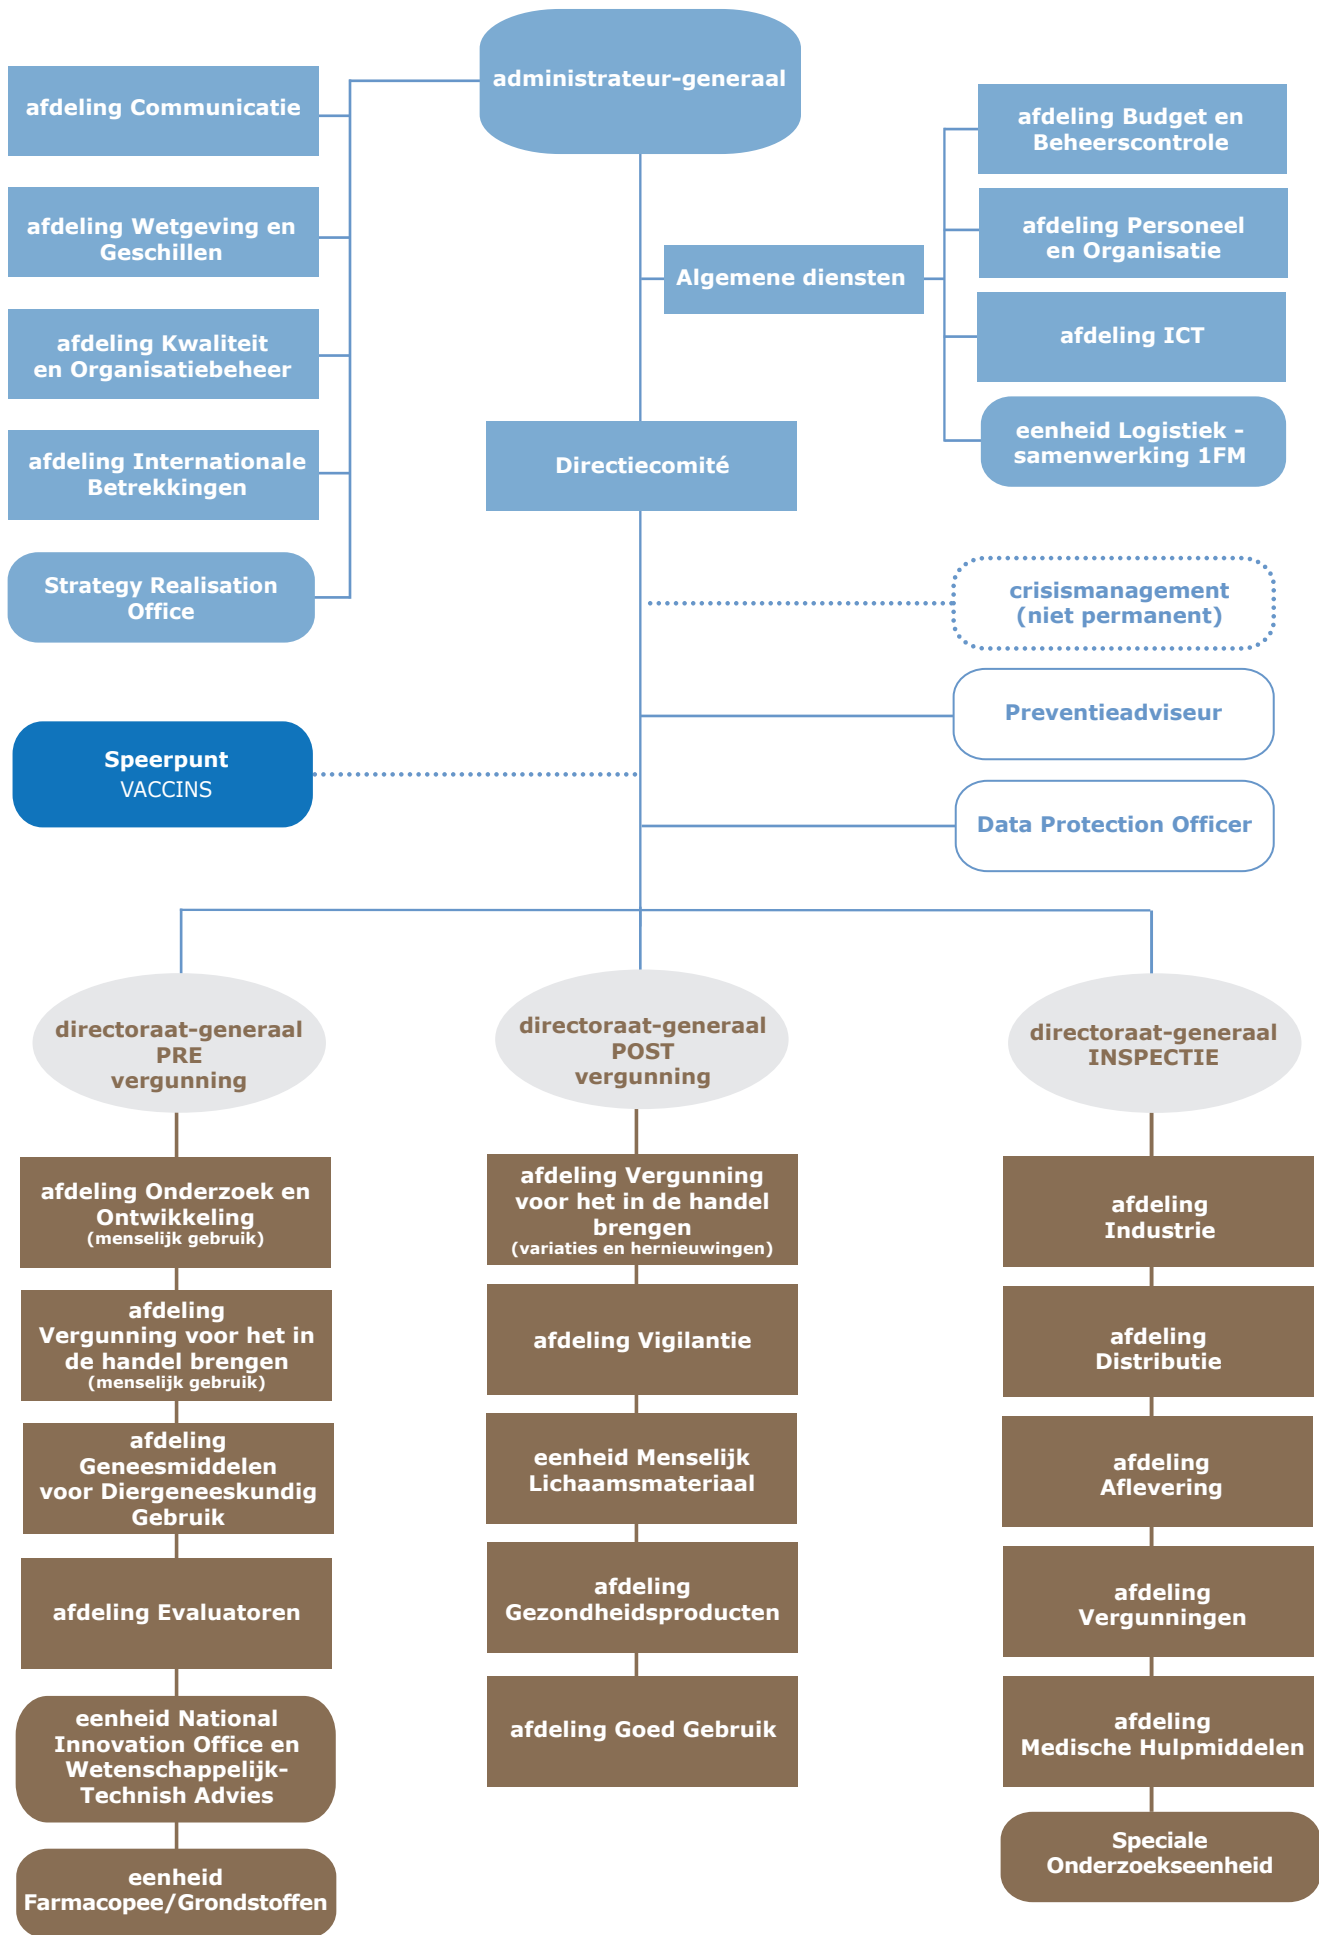 administrateur-generaal
afdeling Communicatie
afdeling Wetgeving en
Geschillen
afdeling Kwaliteit
en Organisatiebeheer
afdeling Internationale
Betrekkingen
Strategy Realisation
Office
afdeling Budget en
Beheerscontrole
afdeling Personeel
en Organisatie
Algemene diensten
afdeling ICT
eenheid Logistiek -
samenwerking 1FM
Directiecomité
crisismanagement
(niet permanent)
Preventieadviseur
Speerpunt
VACCINS
Data Protection Officer
directoraat-generaal
PRE
vergunning
afdeling Onderzoek en
Ontwikkeling
(menselijk gebruik)
afdeling
Vergunning voor het in
de handel brengen
(menselijk gebruik)
afdeling
Geneesmiddelen
voor Diergeneeskundig
Gebruik
afdeling Evaluatoren
eenheid National
Innovation Office en
Wetenschappelijk-
Technish Advies
eenheid
Farmacopee/Grondstoffen
directoraat-generaal
POST
vergunning
afdeling Vergunning
voor het in de handel
brengen
(variaties en hernieuwingen)
afdeling Vigilantie
eenheid Menselijk
Lichaamsmateriaal
afdeling
Gezondheidsproducten
afdeling Goed Gebruik
directoraat-generaal
INSPECTIE
afdeling
Industrie
afdeling
Distributie
afdeling
Aflevering
afdeling
Vergunningen
afdeling
Medische Hulpmiddelen
Speciale
Onderzoekseenheid